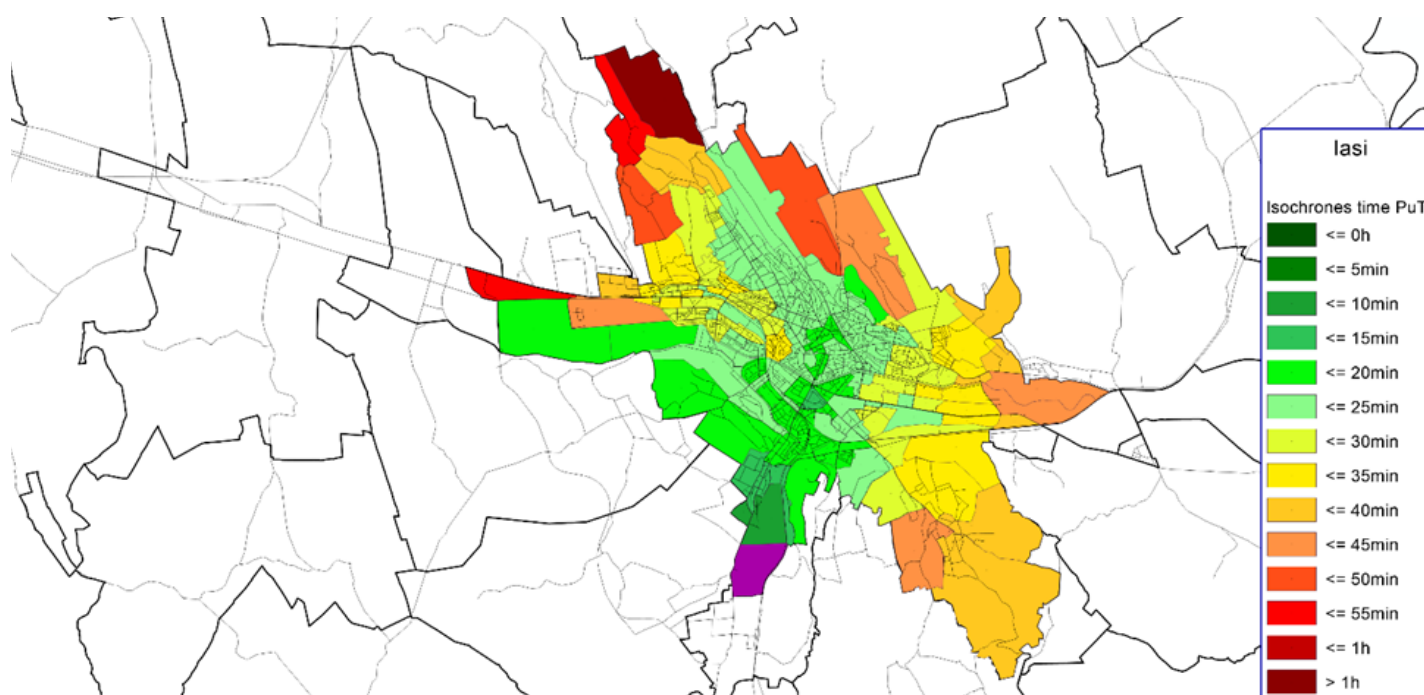 Iasi
Isochrones time PuT
<= 0h
<= 5min
<= 10min
<= 15min
<= 20min
<= 25min
<= 30min
<= 35min
<= 40min
<= 45min
<= 50min
<= 55min
<= 1h
> 1h